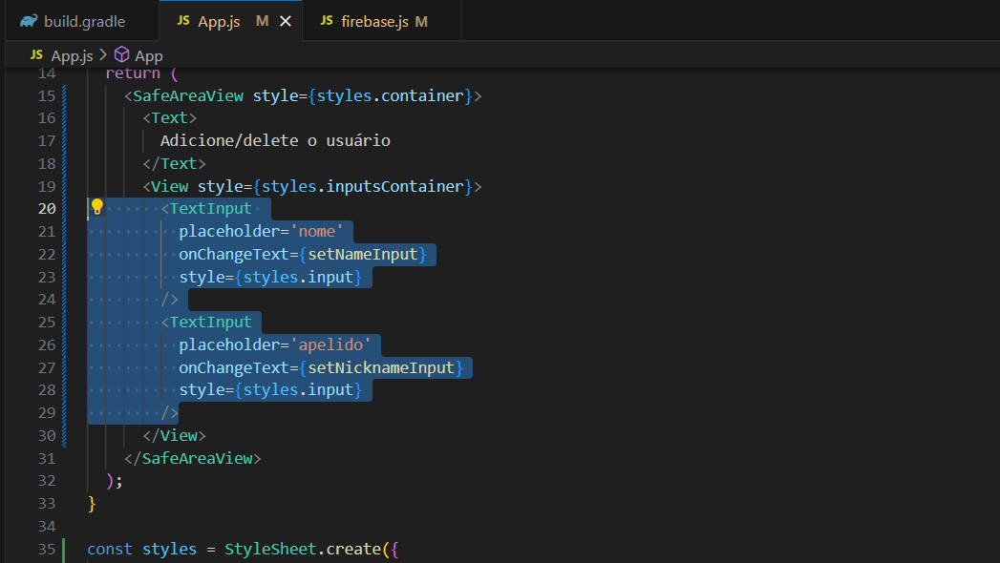 build.gradle
JS App.js M
JS firebase.js M
JS App.js > App
14 return (
15 <SafeAreaView style={styles.container}>
16 <Text>
17 Adicione/delete o usuário
18 </Text>
19 <View style={styles.inputsContainer}>
20 <TextInput
21 placeholder='nome'
22 onChangeText={setNameInput}
23 style={styles.input}
24 />
25 <TextInput
26 placeholder='apelido'
27 onChangeText={setNicknameInput}
28 style={styles.input}
29 />
30 </View>
31 </SafeAreaView>
32 );
33 }
34
35 const styles = StyleSheet.create({